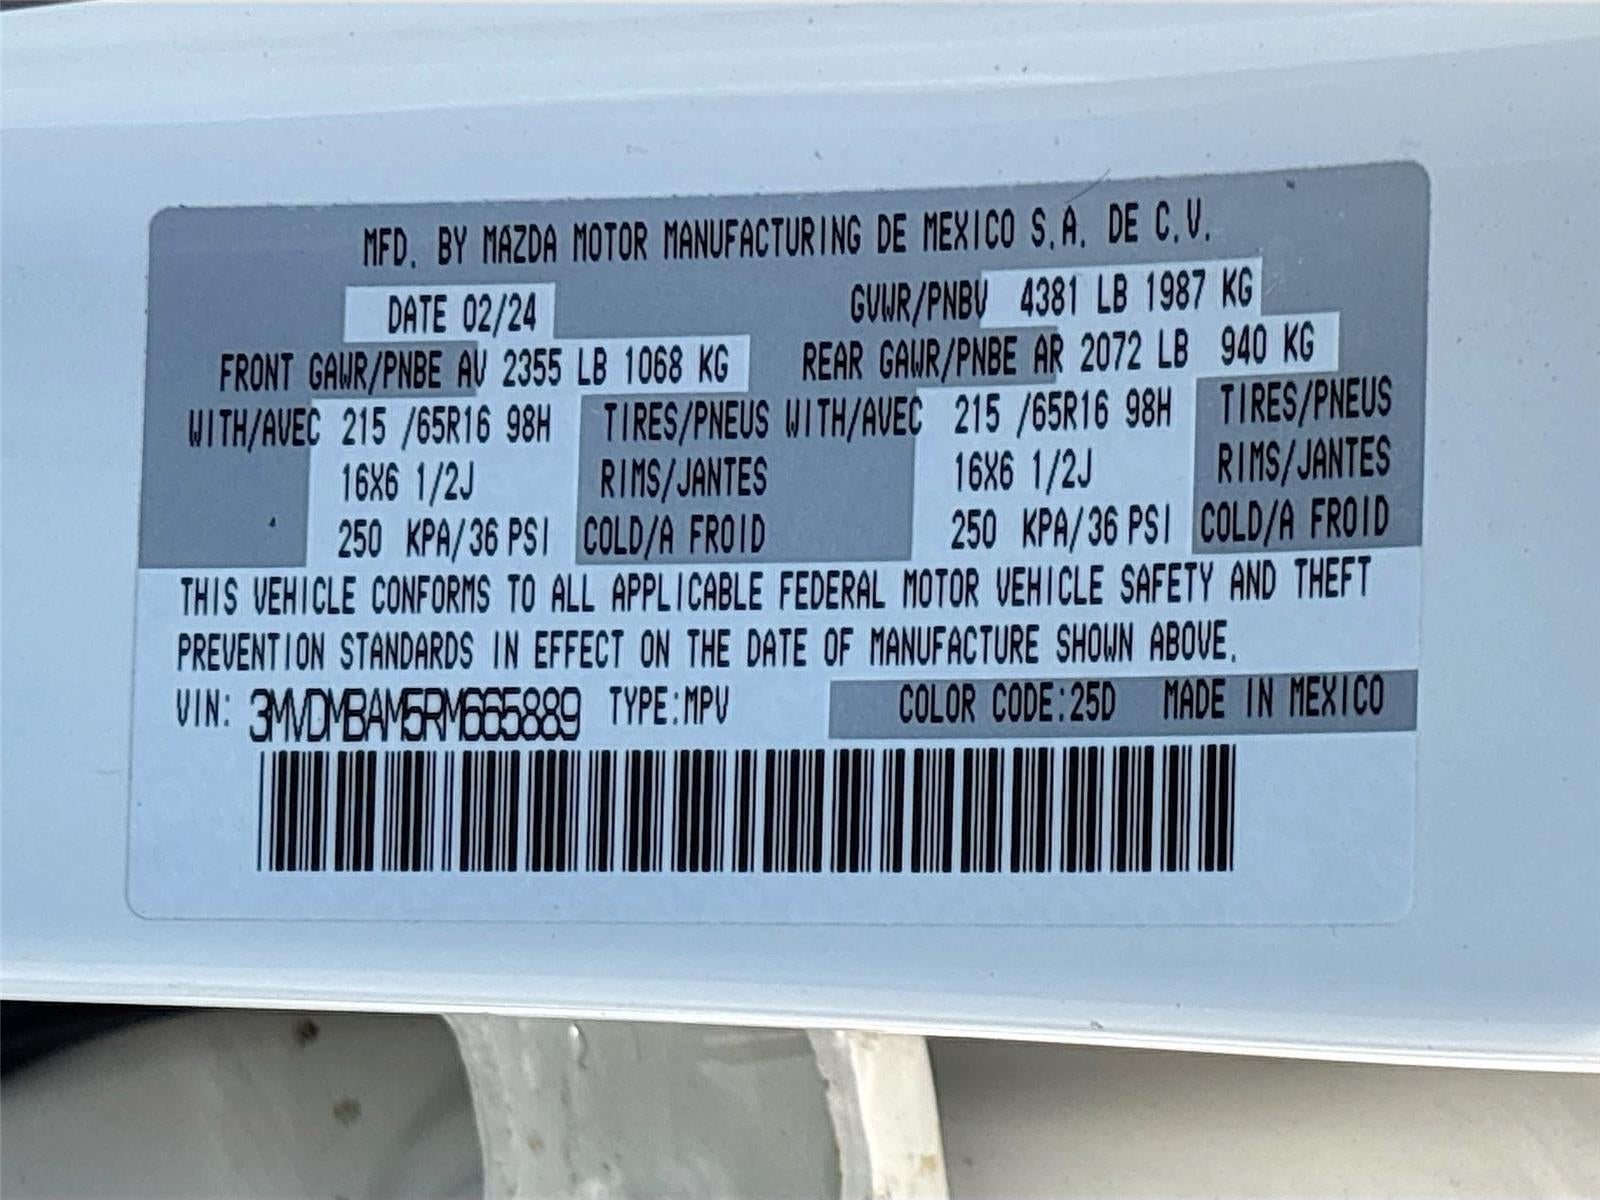 MFD. BY MAZDA MOTOR MANUFACTURING DE MEXICO S.A. DE C.V.
DATE 02/24 GVWR/PNBV 4381 LB 1987 KG
FRONT GAWR/PNBE AV 2355 LB 1068 KG REAR GAWR/PNBE AR 2072 LB 940 KG
WITH/AVEC 215 /65R16 98H TIRES/PNEUS WITH/AVEC 215 /65R16 98H TIRES/PNEUS
16X6 1/2J RIMS/JANTES 16X6 1/2J RIMS/JANTES
250 KPA/36 PSI COLD/A FROID 250 KPA/36 PSI COLD/A FROID
THIS VEHICLE CONFORMS TO ALL APPLICABLE FEDERAL MOTOR VEHICLE SAFETY AND THEFT
PREVENTION STANDARDS IN EFFECT ON THE DATE OF MANUFACTURE SHOWN ABOVE.
VIN: 3MVDMBAM5RM665889 TYPE:MPV COLOR CODE:25D MADE IN MEXICO